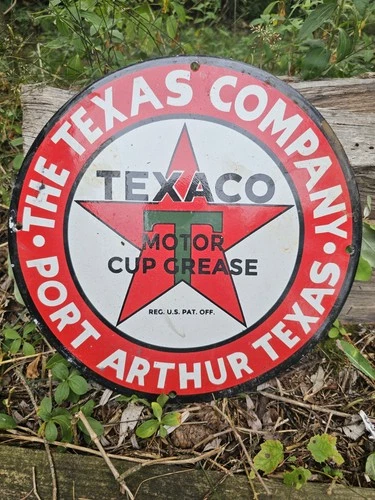 THE TEXAS COMPANY
TEXACO
T
MOTOR
CUP GREASE
REG. U.S. PAT. OFF.
· PORT ARTHUR TEXAS ·